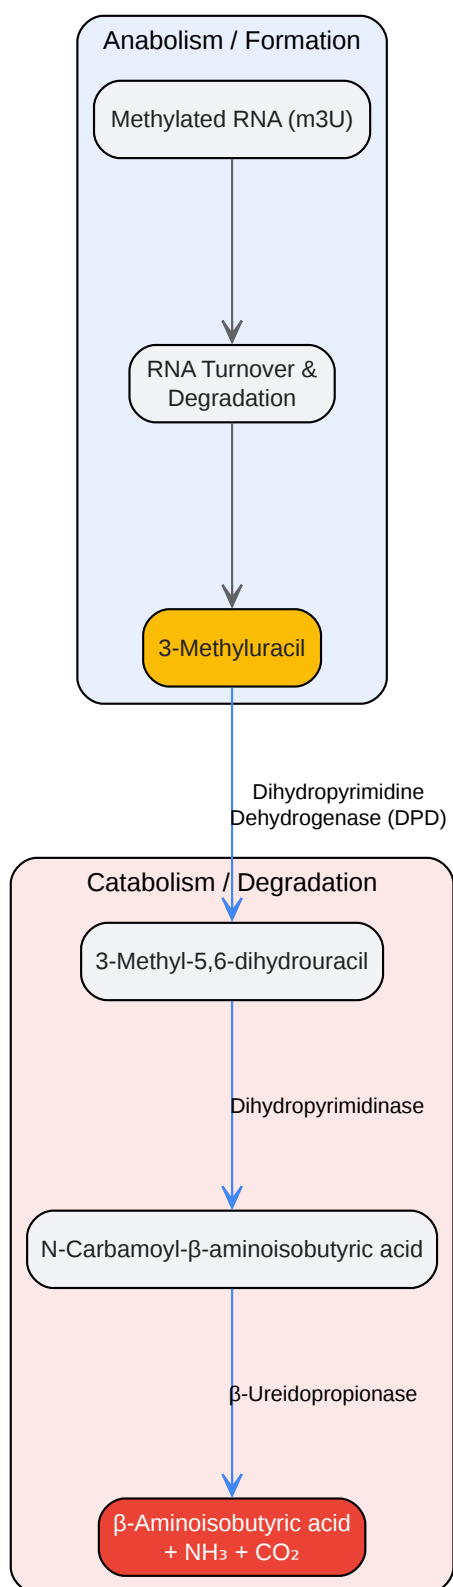 Anabolism / Formation
Methylated RNA (m3U)
RNA Turnover &
Degradation
3-Methyluracil
Dihydropyrimidine
Dehydrogenase (DPD)
Catabolism / Degradation
3-Methyl-5,6-dihydrouracil
Dihydropyrimidinase
N-Carbamoyl-β-aminoisobutyric acid
β-Ureidopropionase
β-Aminoisobutyric acid
+ NH₃ + CO₂